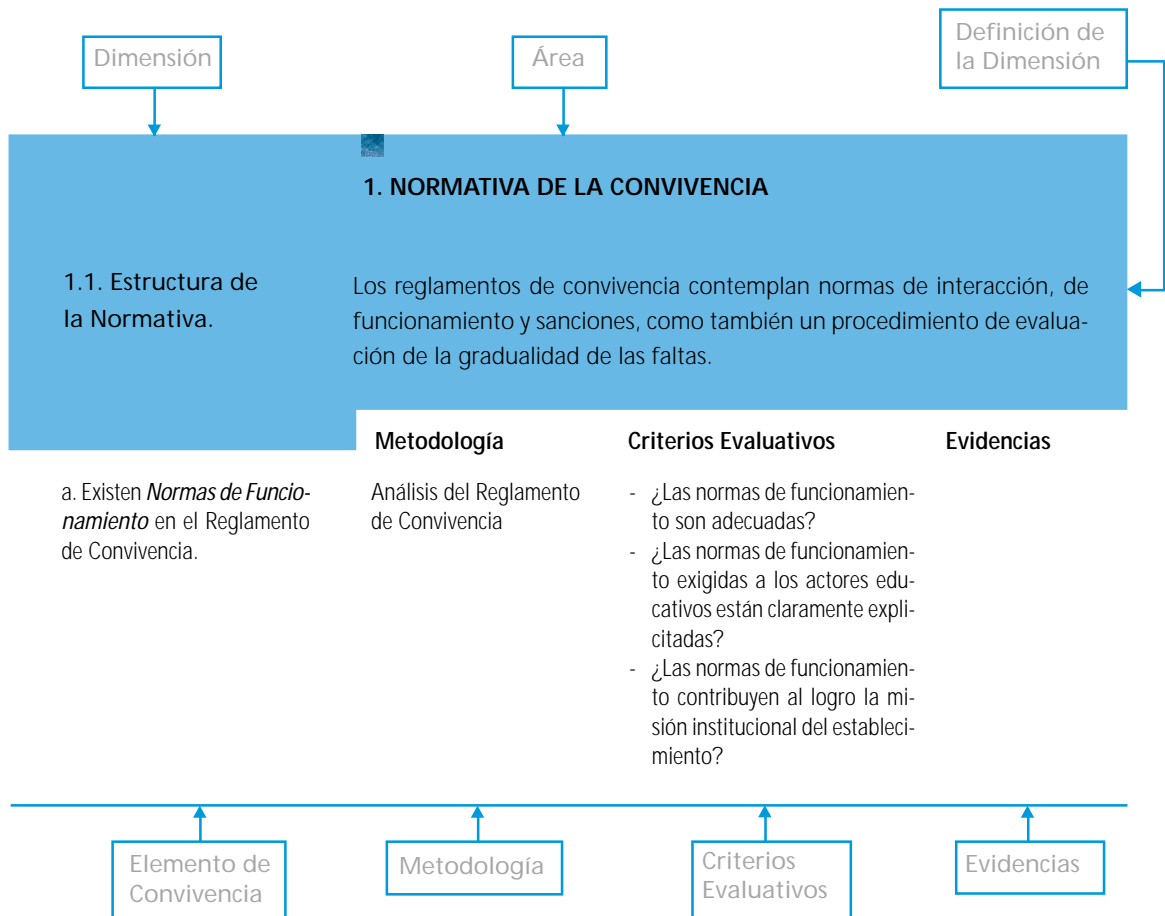 Dimensión
Área
Definición de
la Dimensión
1. NORMATIVA DE LA CONVIVENCIA
1.1. Estructura de
la Normativa.
Los reglamentos de convivencia contemplan normas de interacción, de
funcionamiento y sanciones, como también un procedimiento de evalua-
ción de la gradualidad de las faltas.
Metodología
Criterios Evaluativos
Evidencias
a. Existen Normas de Funcio-
namiento en el Reglamento
de Convivencia.
Análisis del Reglamento
de Convivencia
- ¿Las normas de funcionamien-
to son adecuadas?
- ¿Las normas de funcionamien-
to exigidas a los actores edu-
cativos están claramente expli-
citadas?
- ¿Las normas de funcionamien-
to contribuyen al logro la mi-
sión institucional del estableci-
miento?
Elemento de
Convivencia
Metodología
Criterios
Evaluativos
Evidencias